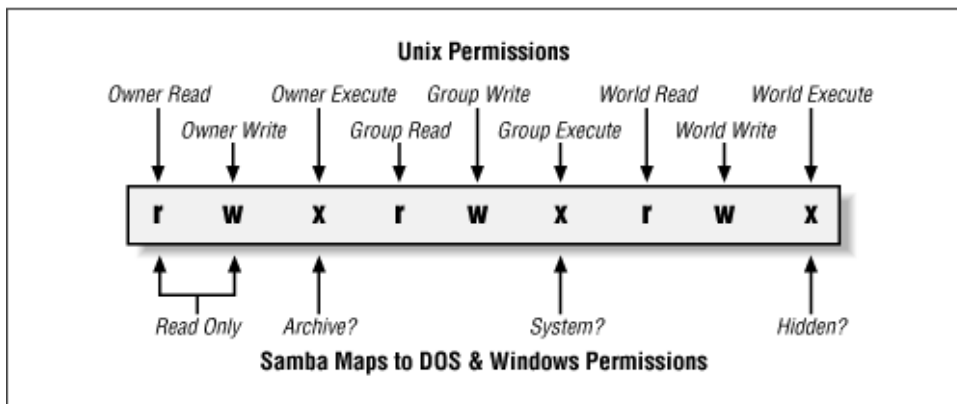 Unix Permissions
Owner Read Owner Execute Group Write World Read World Execute
Owner Write Group Read Group Execute World Write
r w x r w x r w x
Read Only Archive? System? Hidden?
Samba Maps to DOS & Windows Permissions